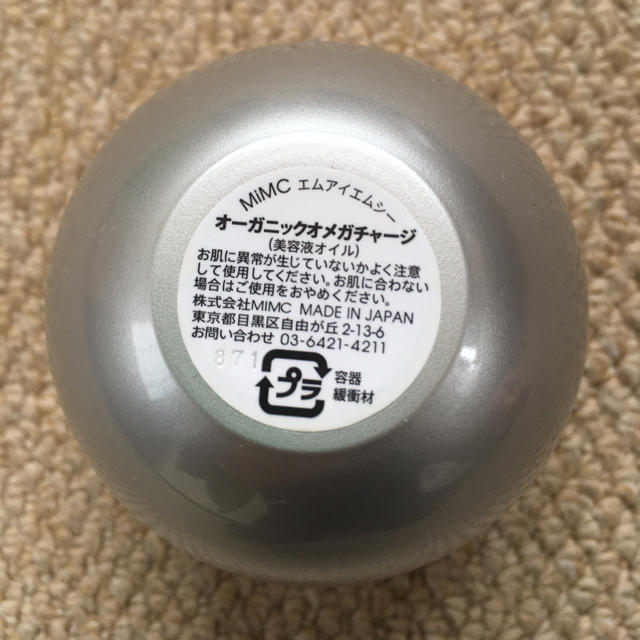 MiMC エムアイエムシー
オーガニックオメガチャージ
(美容液オイル)
お肌に異常が生じていないかよく注意
して使用してください。お肌に合わない
場合はご使用をおやめください。
株式会社MIMC MADE IN JAPAN
東京都目黒区自由が丘 2-13-6
お問い合わせ 03-6421-4211
871
プラ 容器
緩衝材